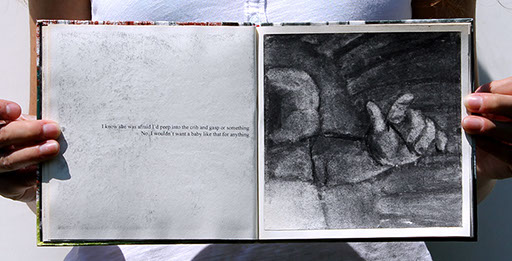 I know she was afraid I'd peep into the crib and gasp or something
No, I wouldn't want a baby like that for anything